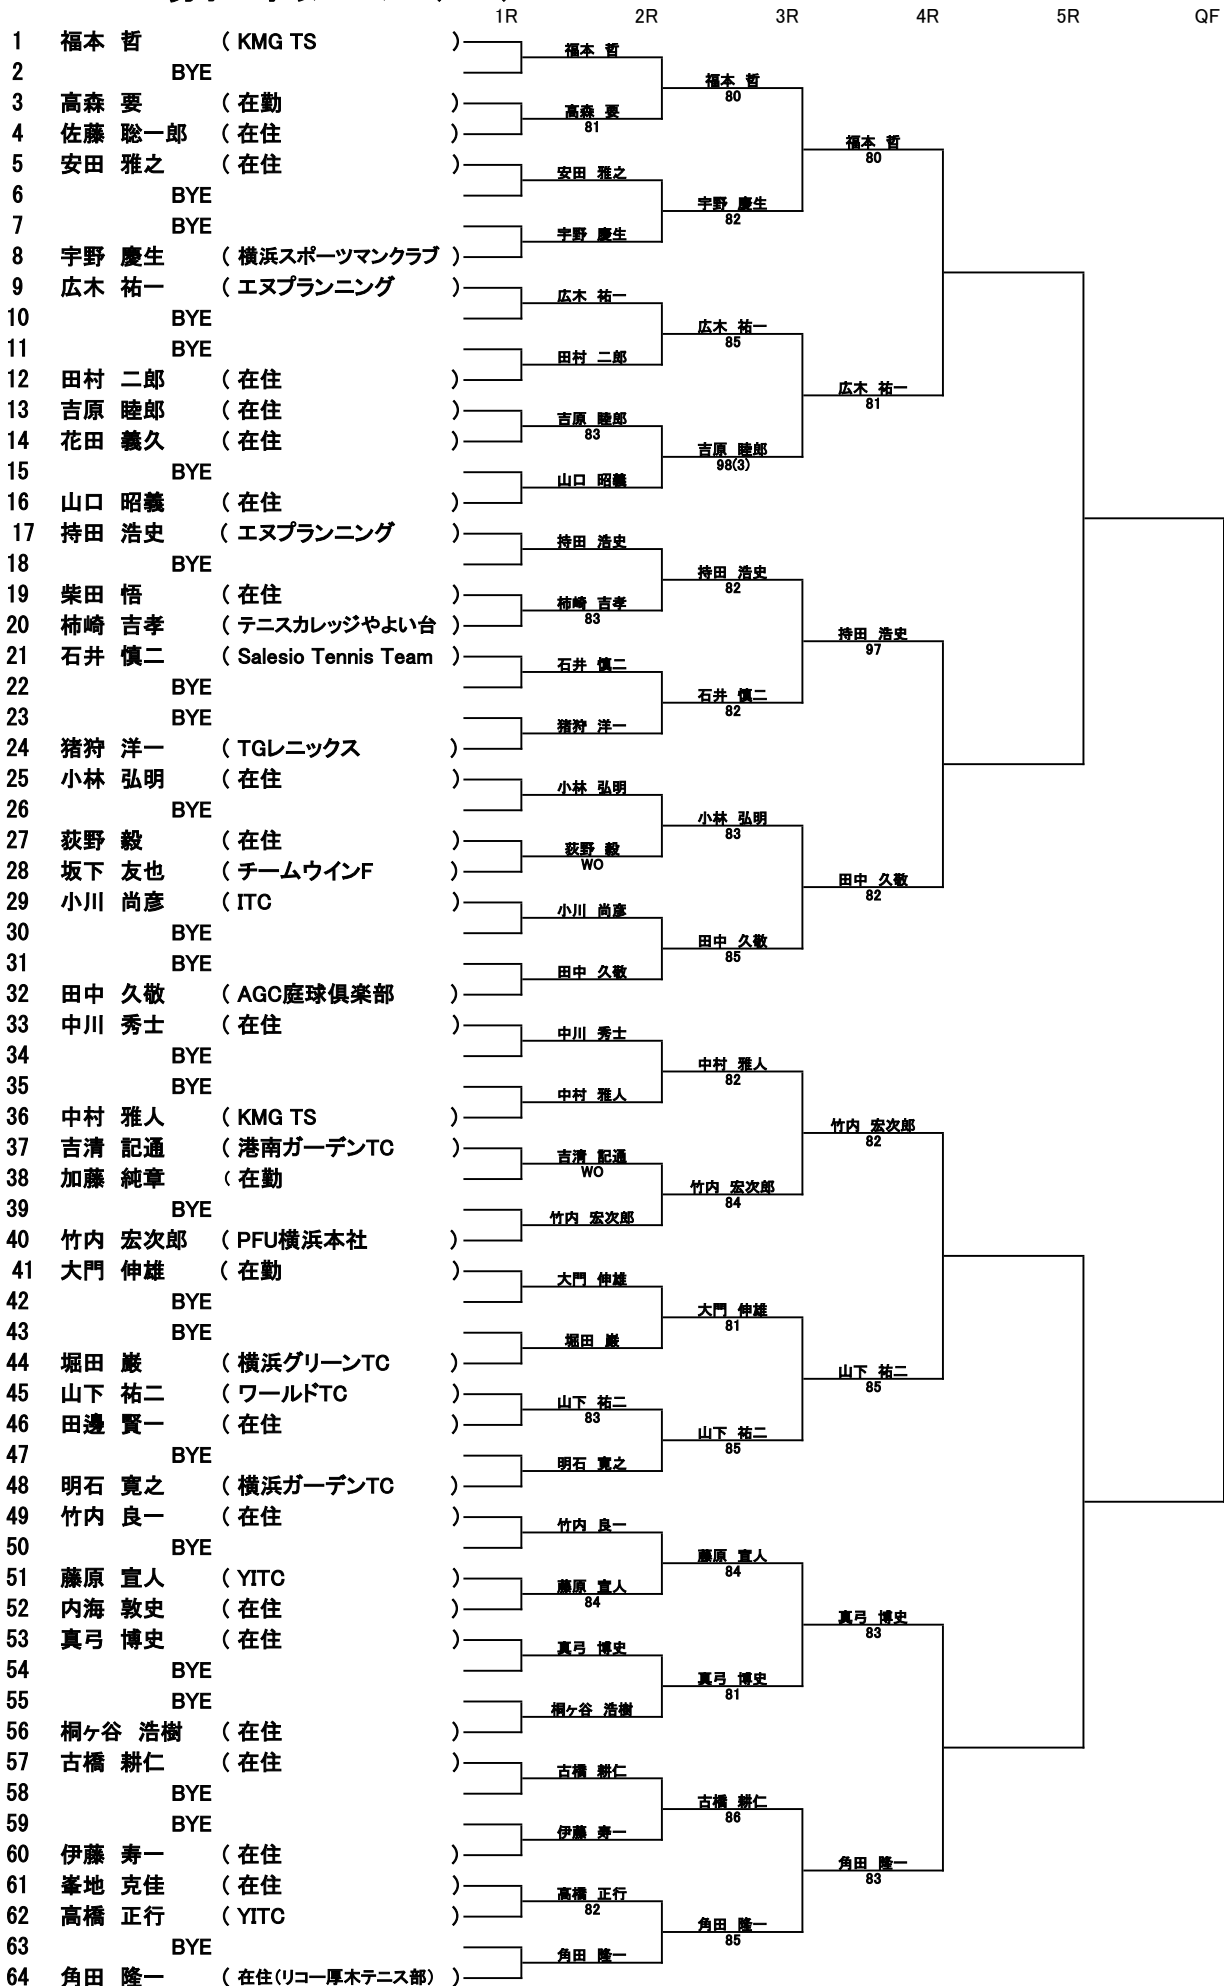 1R 2R 3R 4R 5R QF
1 福本 哲 ( KMG TS )
2 BYE
3 高森 要 ( 在勤 )
4 佐藤 聡一郎 ( 在住 )
5 安田 雅之 ( 在住 )
6 BYE
7 BYE
8 宇野 慶生 ( 横浜スポーツマンクラブ )
9 広木 祐一 ( エヌプランニング )
10 BYE
11 BYE
12 田村 二郎 ( 在住 )
13 吉原 睦郎 ( 在住 )
14 花田 義久 ( 在住 )
15 BYE
16 山口 昭義 ( 在住 )
17 持田 浩史 ( エヌプランニング )
18 BYE
19 柴田 悟 ( 在住 )
20 柿崎 吉孝 ( テニスカレッジやよい台 )
21 石井 慎二 ( Salesio Tennis Team )
22 BYE
23 BYE
24 猪狩 洋一 ( TGレニックス )
25 小林 弘明 ( 在住 )
26 BYE
27 荻野 毅 ( 在住 )
28 坂下 友也 ( チームウインF )
29 小川 尚彦 ( ITC )
30 BYE
31 BYE
32 田中 久敬 ( AGC庭球倶楽部 )
33 中川 秀士 ( 在住 )
34 BYE
35 BYE
36 中村 雅人 ( KMG TS )
37 吉清 記通 ( 港南ガーデンTC )
38 加藤 純章 ( 在勤 )
39 BYE
40 竹内 宏次郎 ( PFU横浜本社 )
41 大門 伸雄 ( 在勤 )
42 BYE
43 BYE
44 堀田 巌 ( 横浜グリーンTC )
45 山下 祐二 ( ワールドTC )
46 田邊 賢一 ( 在住 )
47 BYE
48 明石 寛之 ( 横浜ガーデンTC )
49 竹内 良一 ( 在住 )
50 BYE
51 藤原 宣人 ( YITC )
52 内海 敦史 ( 在住 )
53 真弓 博史 ( 在住 )
54 BYE
55 BYE
56 桐ヶ谷 浩樹 ( 在住 )
57 古橋 耕仁 ( 在住 )
58 BYE
59 BYE
60 伊藤 寿一 ( 在住 )
61 峯地 克佳 ( 在住 )
62 高橋 正行 ( YITC )
63 BYE
64 角田 隆一 ( 在住(リコー厚木テニス部) )
福本 哲
高森 要
81
安田 雅之
宇野 慶生
広木 祐一
田村 二郎
吉原 睦郎
83
山口 昭義
持田 浩史
柿崎 吉孝
83
石井 慎二
猪狩 洋一
小林 弘明
荻野 毅
WO
小川 尚彦
田中 久敬
中川 秀士
中村 雅人
吉清 記通
WO
竹内 宏次郎
大門 伸雄
堀田 巌
山下 祐二
83
明石 寛之
竹内 良一
藤原 宣人
84
真弓 博史
桐ヶ谷 浩樹
古橋 耕仁
伊藤 寿一
高橋 正行
82
角田 隆一
福本 哲
80
宇野 慶生
82
広木 祐一
85
吉原 睦郎
98(3)
持田 浩史
82
石井 慎二
82
小林 弘明
83
田中 久敬
85
中村 雅人
82
竹内 宏次郎
84
大門 伸雄
81
山下 祐二
85
藤原 宣人
84
真弓 博史
81
古橋 耕仁
86
角田 隆一
85
福本 哲
80
広木 祐一
81
持田 浩史
97
田中 久敬
82
竹内 宏次郎
82
山下 祐二
85
真弓 博史
83
角田 隆一
83